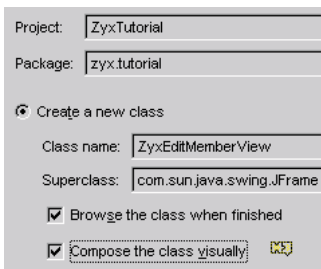 Project: ZyxTutorial
Package: zyx.tutorial
Create a new class
Class name: ZyxEditMemberView
Superclass: com.sun.java.swing.JFrame
Browse the class when finished
Compose the class visually